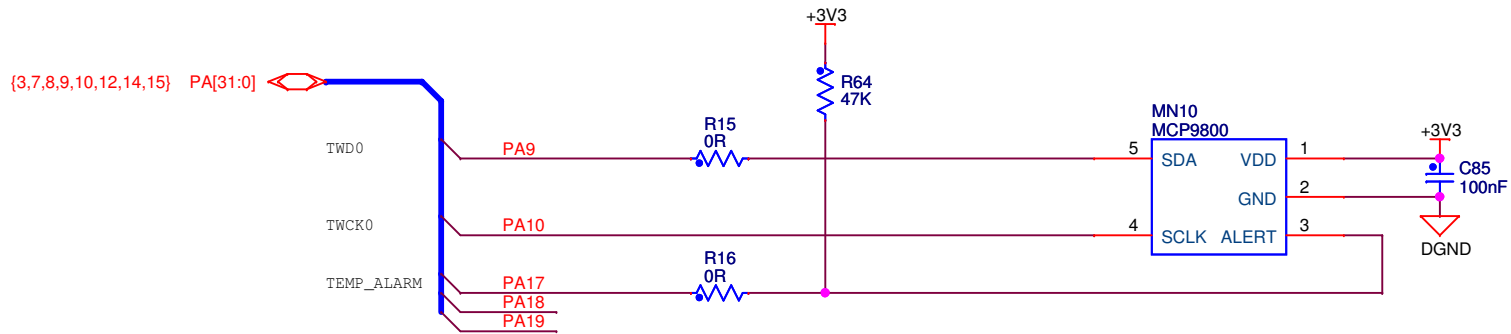 +3V3
{3,7,8,9,10,12,14,15} PA[31:0]
R64
47K
MN10
MCP9800
R15
0R
+3V3
TWD0
PA9
5
SDA
VDD
1
C85
100nF
GND
2
TWCK0
PA10
4
SCLK
ALERT
3
DGND
R16
0R
TEMP_ALARM
PA17
PA18
PA19